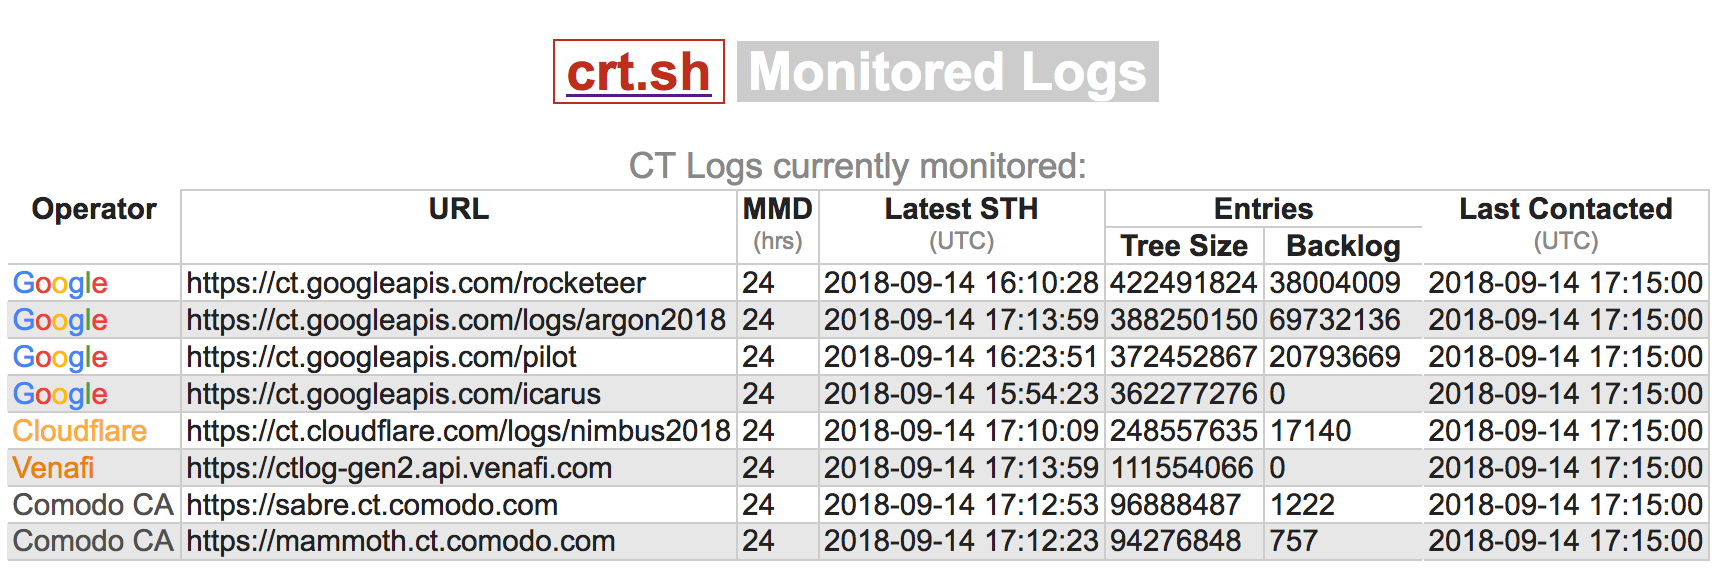 crt.sh Monitored Logs
CT Logs currently monitored:
Operator URL MMD Latest STH Entries Last Contacted
(hrs) (UTC) Tree Size Backlog (UTC)
Google https://ct.googleapis.com/rocketeer 24 2018-09-14 16:10:28 422491824 38004009 2018-09-14 17:15:00
Google https://ct.googleapis.com/logs/argon2018 24 2018-09-14 17:13:59 388250150 69732136 2018-09-14 17:15:00
Google https://ct.googleapis.com/pilot 24 2018-09-14 16:23:51 372452867 20793669 2018-09-14 17:15:00
Google https://ct.googleapis.com/icarus 24 2018-09-14 15:54:23 362277276 0 2018-09-14 17:15:00
Cloudflare https://ct.cloudflare.com/logs/nimbus2018 24 2018-09-14 17:10:09 248557635 17140 2018-09-14 17:15:00
Venafi https://ctlog-gen2.api.venafi.com 24 2018-09-14 17:13:59 111554066 0 2018-09-14 17:15:00
Comodo CA https://sabre.ct.comodo.com 24 2018-09-14 17:12:53 96888487 1222 2018-09-14 17:15:00
Comodo CA https://mammoth.ct.comodo.com 24 2018-09-14 17:12:23 94276848 757 2018-09-14 17:15:00